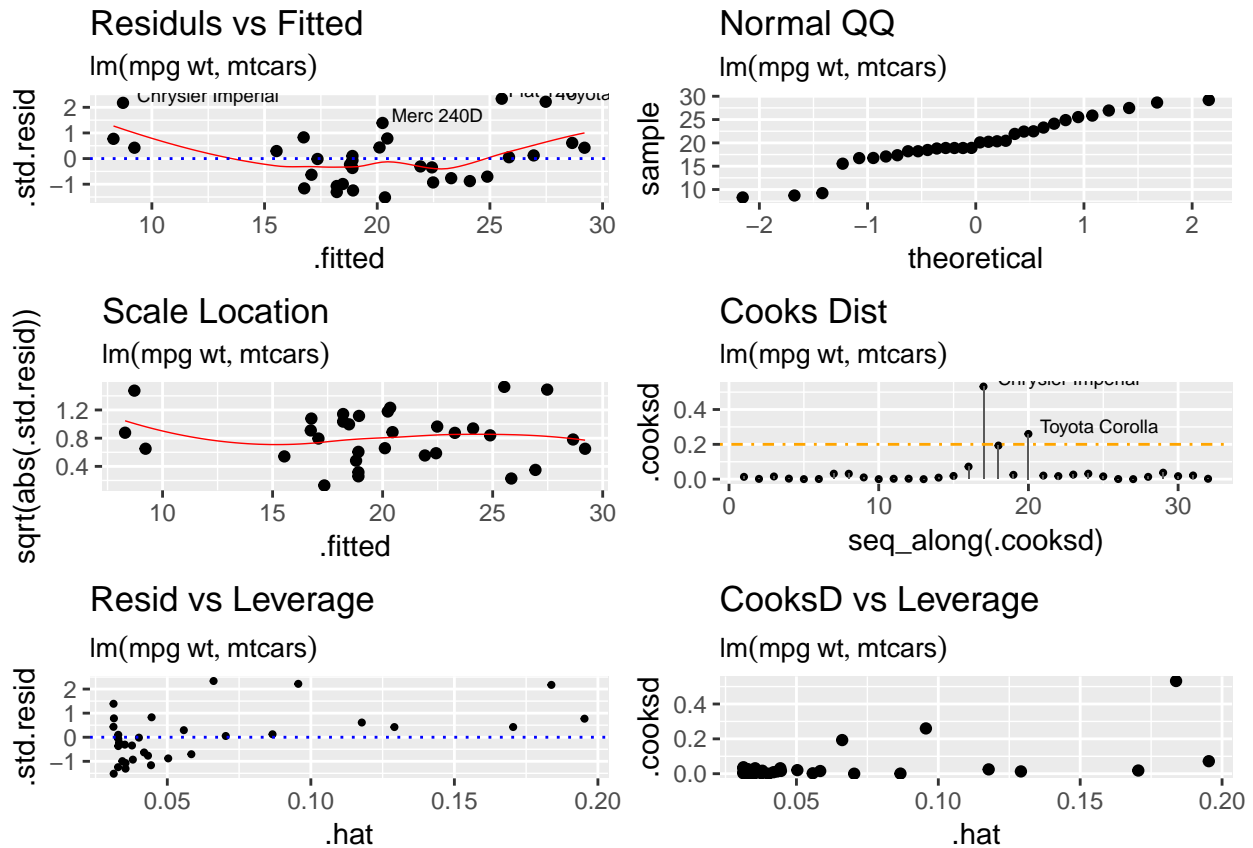 Residuls vs Fitted
lm(mpg wt, mtcars)
.std.resid
2
1
0
−1
Chrysler Imperial
Merc 240D
10 15 20 25 30
.fitted
Normal QQ
lm(mpg wt, mtcars)
sample
30
25
20
15
10
−2 −1 0 1 2
theoretical
Scale Location
lm(mpg wt, mtcars)
sqrt(abs(.std.resid))
1.2
0.8
0.4
10 15 20 25 30
.fitted
Cooks Dist
lm(mpg wt, mtcars)
.cooksd
0.4
0.2
0.0
Chrysler Imperial
Toyota Corolla
0 10 20 30
seq_along(.cooksd)
Resid vs Leverage
lm(mpg wt, mtcars)
.std.resid
2
1
0
−1
0.05 0.10 0.15 0.20
.hat
CooksD vs Leverage
lm(mpg wt, mtcars)
.cooksd
0.4
0.2
0.0
0.05 0.10 0.15 0.20
.hat